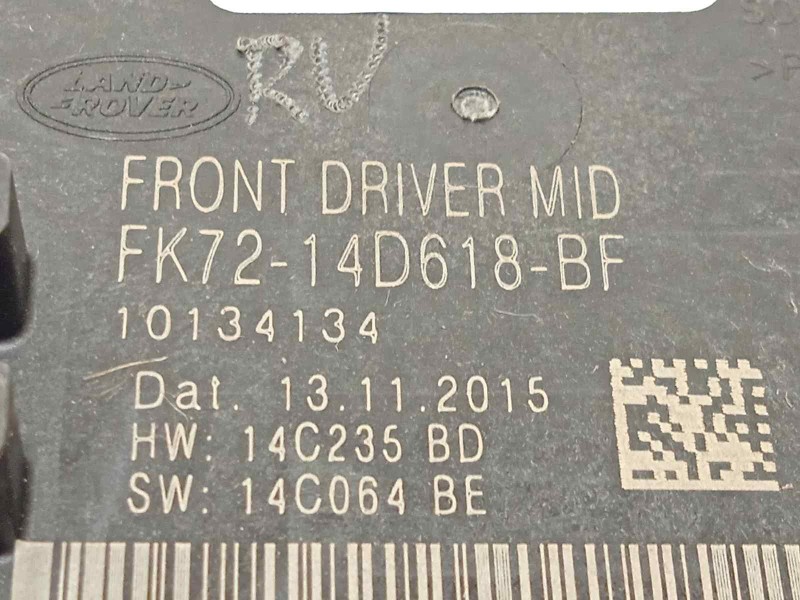 RV
LAND-
-ROVER
FRONT DRIVER MID
FK72-14D618-BF
10134134
Dat. 13.11.2015
HW: 14C235 BD
SW: 14C064 BE